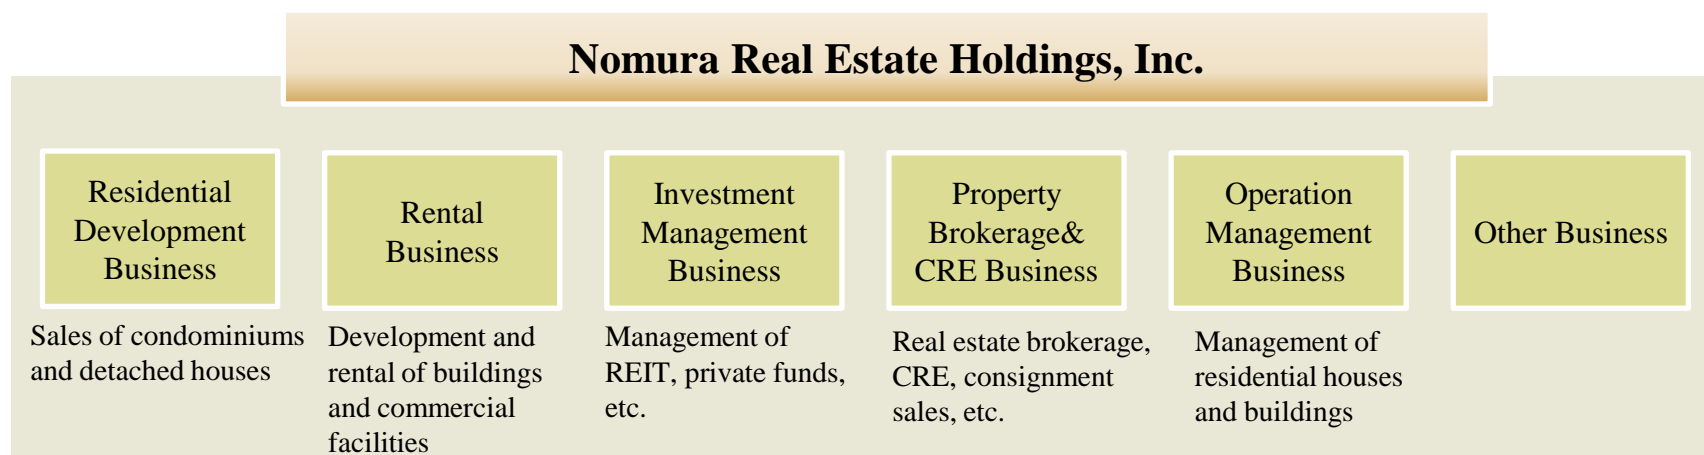 Nomura Real Estate Holdings, Inc.
Residential
Development
Business
Sales of condominiums
and detached houses
Rental
Business
Development and
rental of buildings
and commercial
facilities
Investment
Management
Business
Management of
REIT, private funds,
etc.
Property
Brokerage&
CRE Business
Real estate brokerage,
CRE, consignment
sales, etc.
Operation
Management
Business
Management of
residential houses
and buildings
Other Business